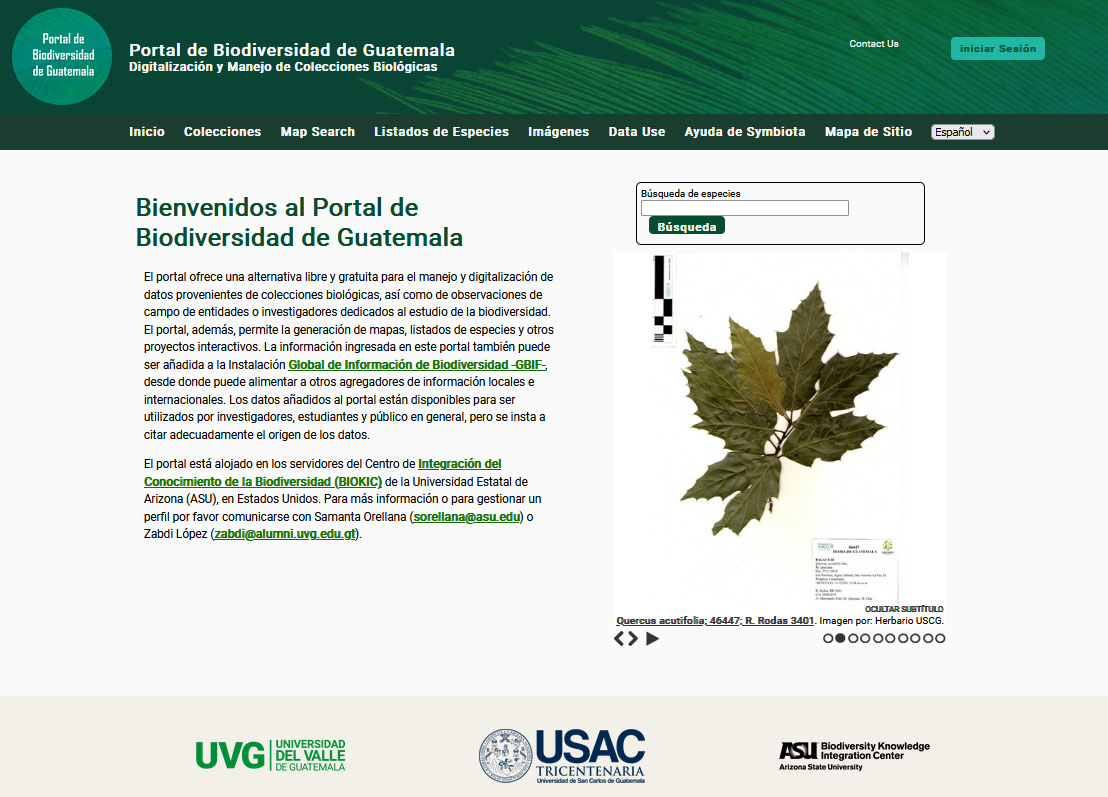 Portal de
Biodiversidad
de Guatemala
Portal de Biodiversidad de Guatemala
Digitalización y Manejo de Colecciones Biológicas
Contact Us
iniciar Sesión
Inicio Colecciones Map Search Listados de Especies Imágenes Data Use Ayuda de Symbiota Mapa de Sitio Español
Bienvenidos al Portal de
Biodiversidad de Guatemala
El portal ofrece una alternativa libre y gratuita para el manejo y digitalización de
datos provenientes de colecciones biológicas, así como de observaciones de
campo de entidades o investigadores dedicados al estudio de la biodiversidad.
El portal, además, permite la generación de mapas, listados de especies y otros
proyectos interactivos. La información ingresada en este portal también puede
ser añadida a la Instalación Global de Información de Biodiversidad -GBIF-,
desde donde puede alimentar a otros agregadores de información locales e
internacionales. Los datos añadidos al portal están disponibles para ser
utilizados por investigadores, estudiantes y público en general, pero se insta a
citar adecuadamente el origen de los datos.
El portal está alojado en los servidores del Centro de Integración del
Conocimiento de la Biodiversidad (BIOKIC) de la Universidad Estatal de
Arizona (ASU), en Estados Unidos. Para más información o para gestionar un
perfil por favor comunicarse con Samanta Orellana (sorellana@asu.edu) o
Zabdi López (zabdi@alumni.uvg.edu.gt).
Búsqueda de especies
Búsqueda
46447
FLORA DE GUATEMALA
FAGACEAE
OCULTAR SUBTÍTULO
Quercus acutifolia; 46447; R. Rodas 3401. Imagen por: Herbario USCG.
UVG UNIVERSIDAD
DEL VALLE
DE GUATEMALA
USAC
TRICENTENARIA
Universidad de San Carlos de Guatemala
ASU Biodiversity Knowledge
Integration Center
Arizona State University